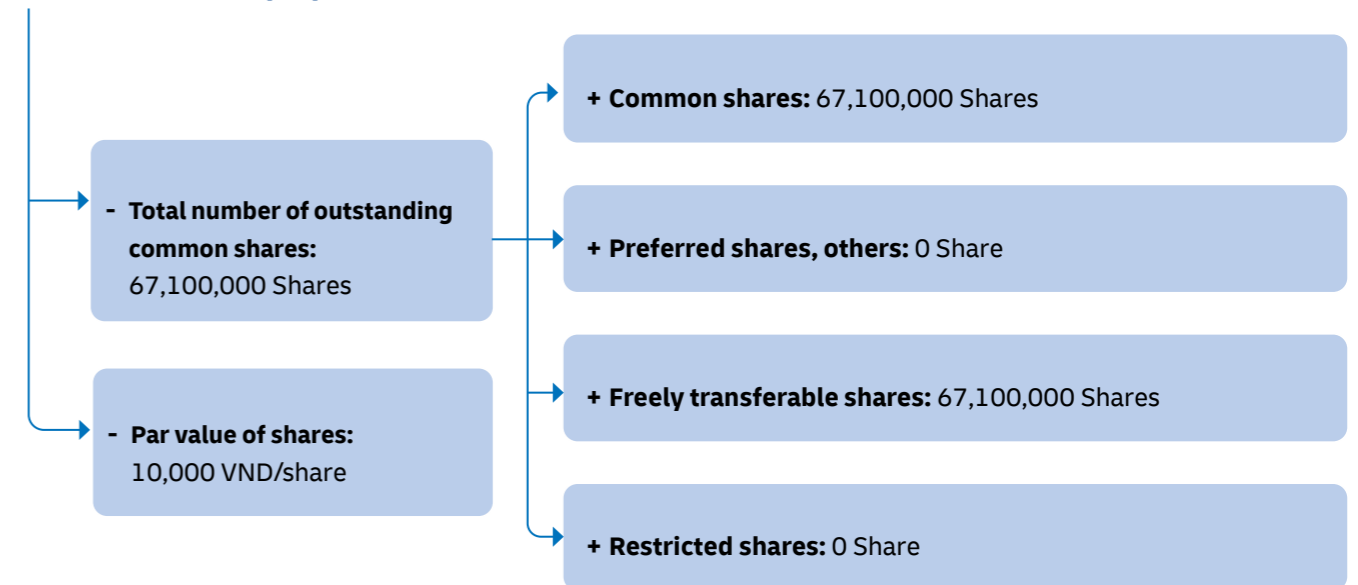 - Total number of outstanding
common shares:
67,100,000 Shares
- Par value of shares:
10,000 VND/share
+ Common shares: 67,100,000 Shares
+ Preferred shares, others: 0 Share
+ Freely transferable shares: 67,100,000 Shares
+ Restricted shares: 0 Share